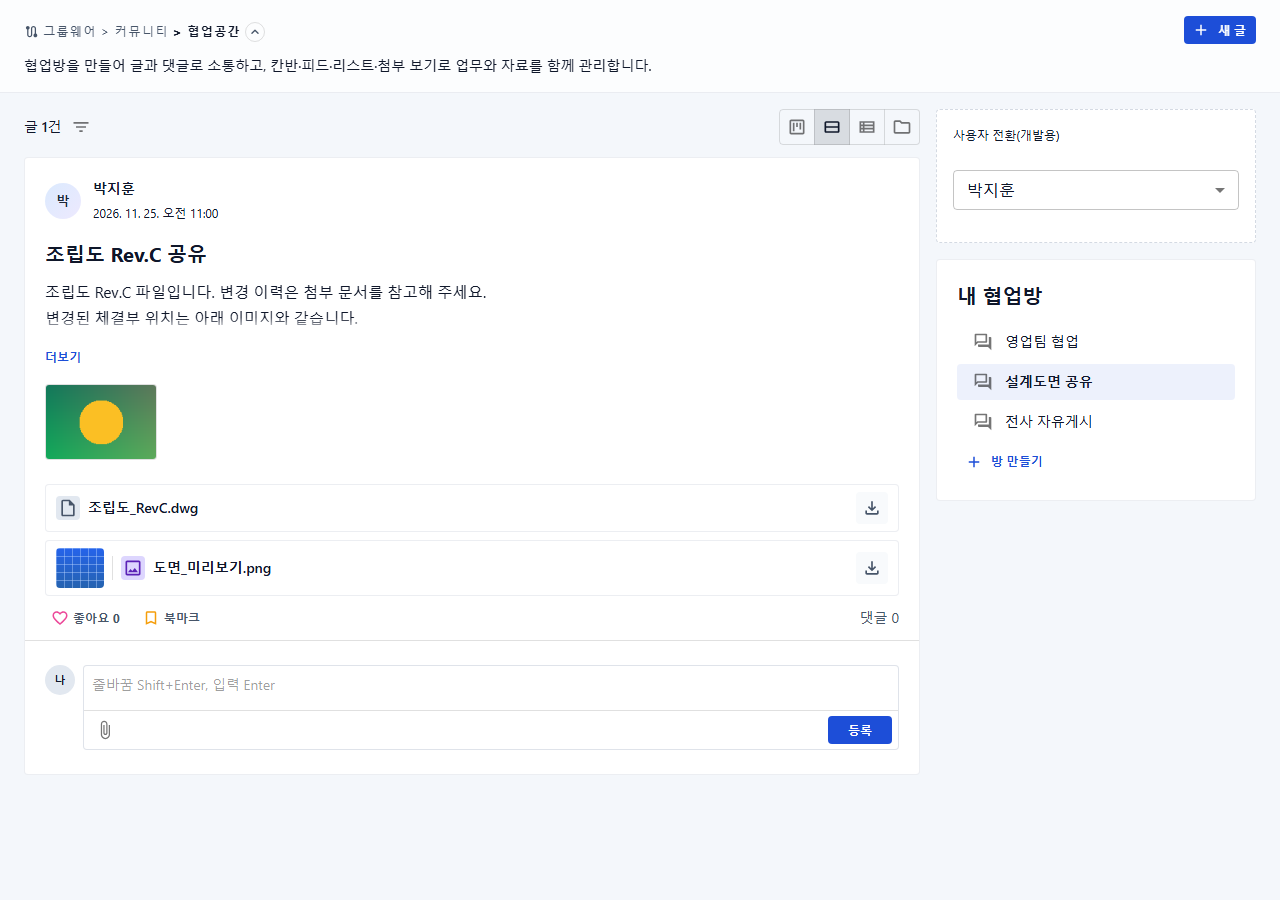 그룹웨어 > 커뮤니티 > 협업공간
새 글
협업방을 만들어 글과 댓글로 소통하고, 칸반·피드·리스트·첨부 보기로 업무와 자료를 함께 관리합니다.
글 1건
박
박지훈
2026. 11. 25. 오전 11:00
조립도 Rev.C 공유
조립도 Rev.C 파일입니다. 변경 이력은 첨부 문서를 참고해 주세요.
변경된 체결부 위치는 아래 이미지와 같습니다.
더보기
조립도_RevC.dwg
도면_미리보기.png
좋아요 0
북마크
댓글 0
나
줄바꿈 Shift+Enter, 입력 Enter
등록
사용자 전환(개발용)
박지훈
내 협업방
영업팀 협업
설계도면 공유
전사 자유게시
방 만들기